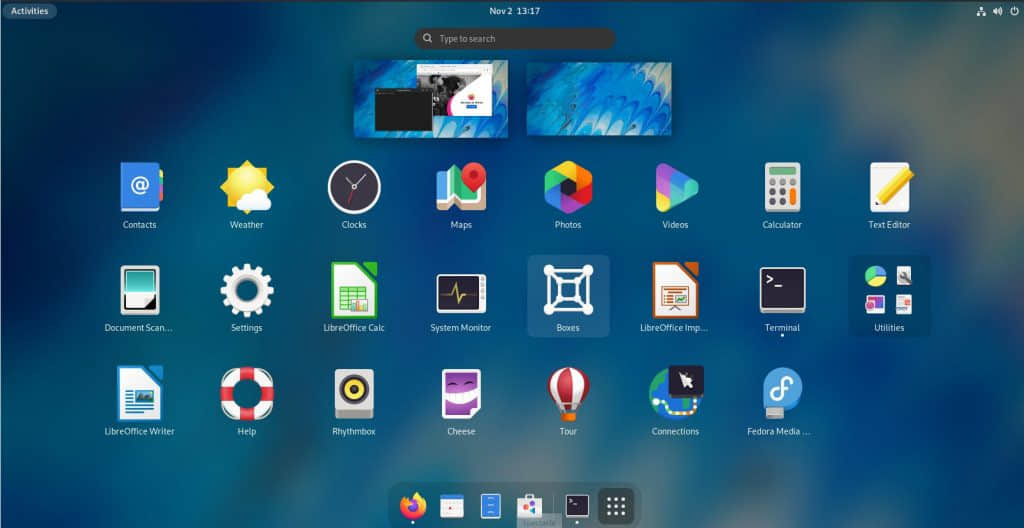 Activities
Nov 2 13:17
Type to search
Contacts
Weather
Clocks
Maps
Photos
Videos
Calculator
Text Editor
Document Scan...
Settings
LibreOffice Calc
System Monitor
Boxes
LibreOffice Imp...
Terminal
Utilities
LibreOffice Writer
Help
Rhythmbox
Cheese
Tour
Connections
Fedora Media ...